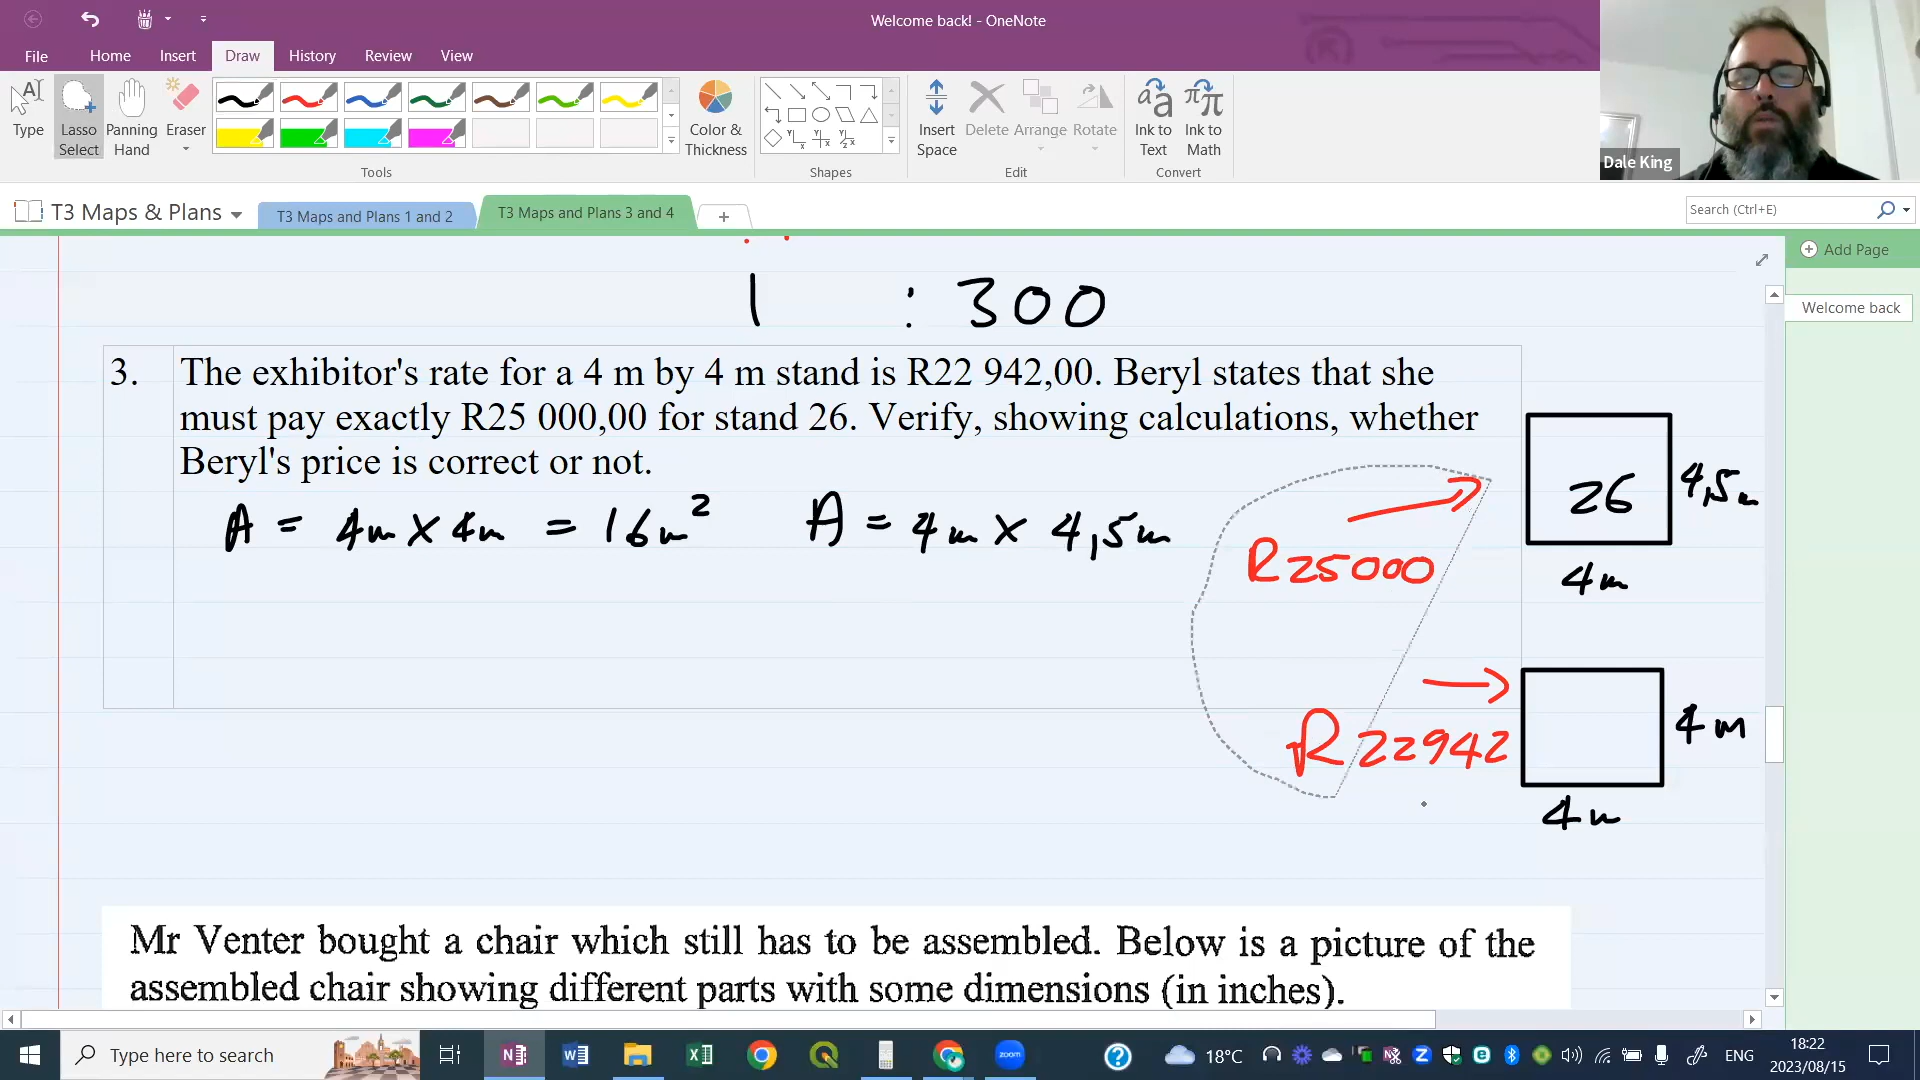 Welcome back! - OneNote
File
Home
Insert
Draw
History
Review
View
Type
Lasso
Select
Panning
Hand
Eraser
Color &
Thickness
Insert
Space
Delete
Arrange
Rotate
Ink to
Text
Ink to
Math
Tools
Shapes
Edit
Convert
Dale King
T3 Maps & Plans
T3 Maps and Plans 1 and 2
T3 Maps and Plans 3 and 4
Search (Ctrl+E)
Add Page
Welcome back
1 : 300
3. The exhibitor's rate for a 4 m by 4 m stand is R22 942,00. Beryl states that she
must pay exactly R25 000,00 for stand 26. Verify, showing calculations, whether
Beryl's price is correct or not.
A = 4m × 4m = 16m² A = 4m × 4,5m
R25000
26
4,5m
4m
R22942
4m
4m
Mr Venter bought a chair which still has to be assembled. Below is a picture of the
assembled chair showing different parts with some dimensions (in inches).
Type here to search
zoom
18°C
ENG
18:22
2023/08/15